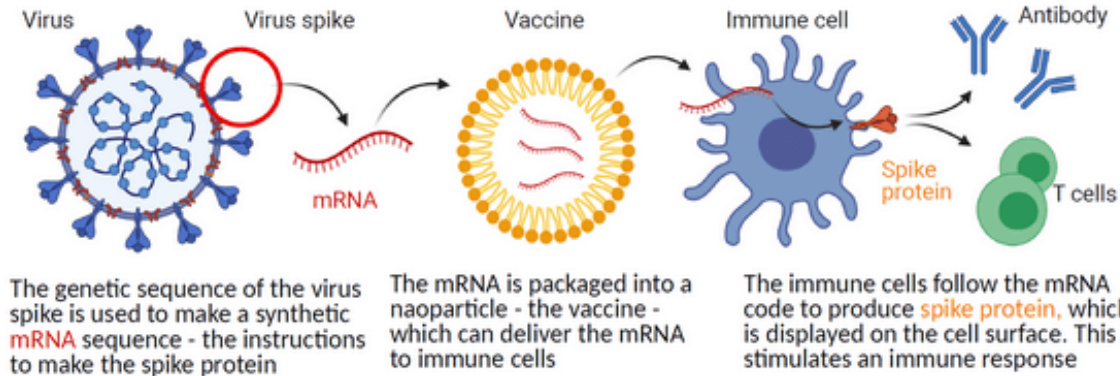 Virus
Virus spike
Vaccine
Immune cell
Antibody
mRNA
Spike
protein
T cells
The genetic sequence of the virus
spike is used to make a synthetic
mRNA sequence - the instructions
to make the spike protein
The mRNA is packaged into a
naoparticle - the vaccine -
which can deliver the mRNA
to immune cells
The immune cells follow the mRNA
code to produce spike protein, which
is displayed on the cell surface. This
stimulates an immune response